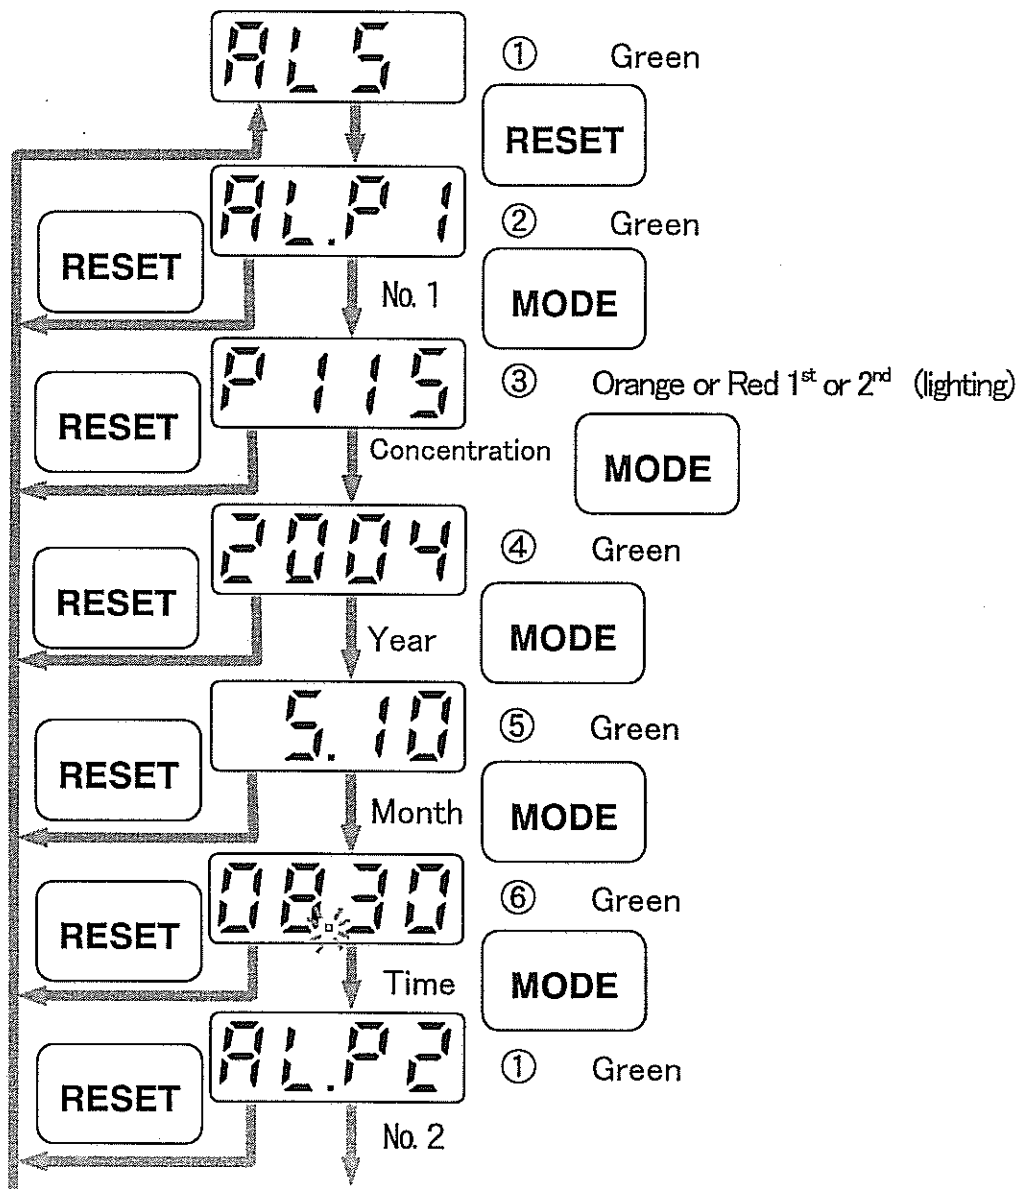 AL S
① Green
RESET
AL.P1
② Green
RESET
No. 1
MODE
P 115
③ Orange or Red 1st or 2nd (lighting)
RESET
Concentration
MODE
2004
④ Green
RESET
Year
MODE
5.10
⑤ Green
RESET
Month
MODE
08.30
⑥ Green
RESET
Time
MODE
AL.P2
① Green
RESET
No. 2